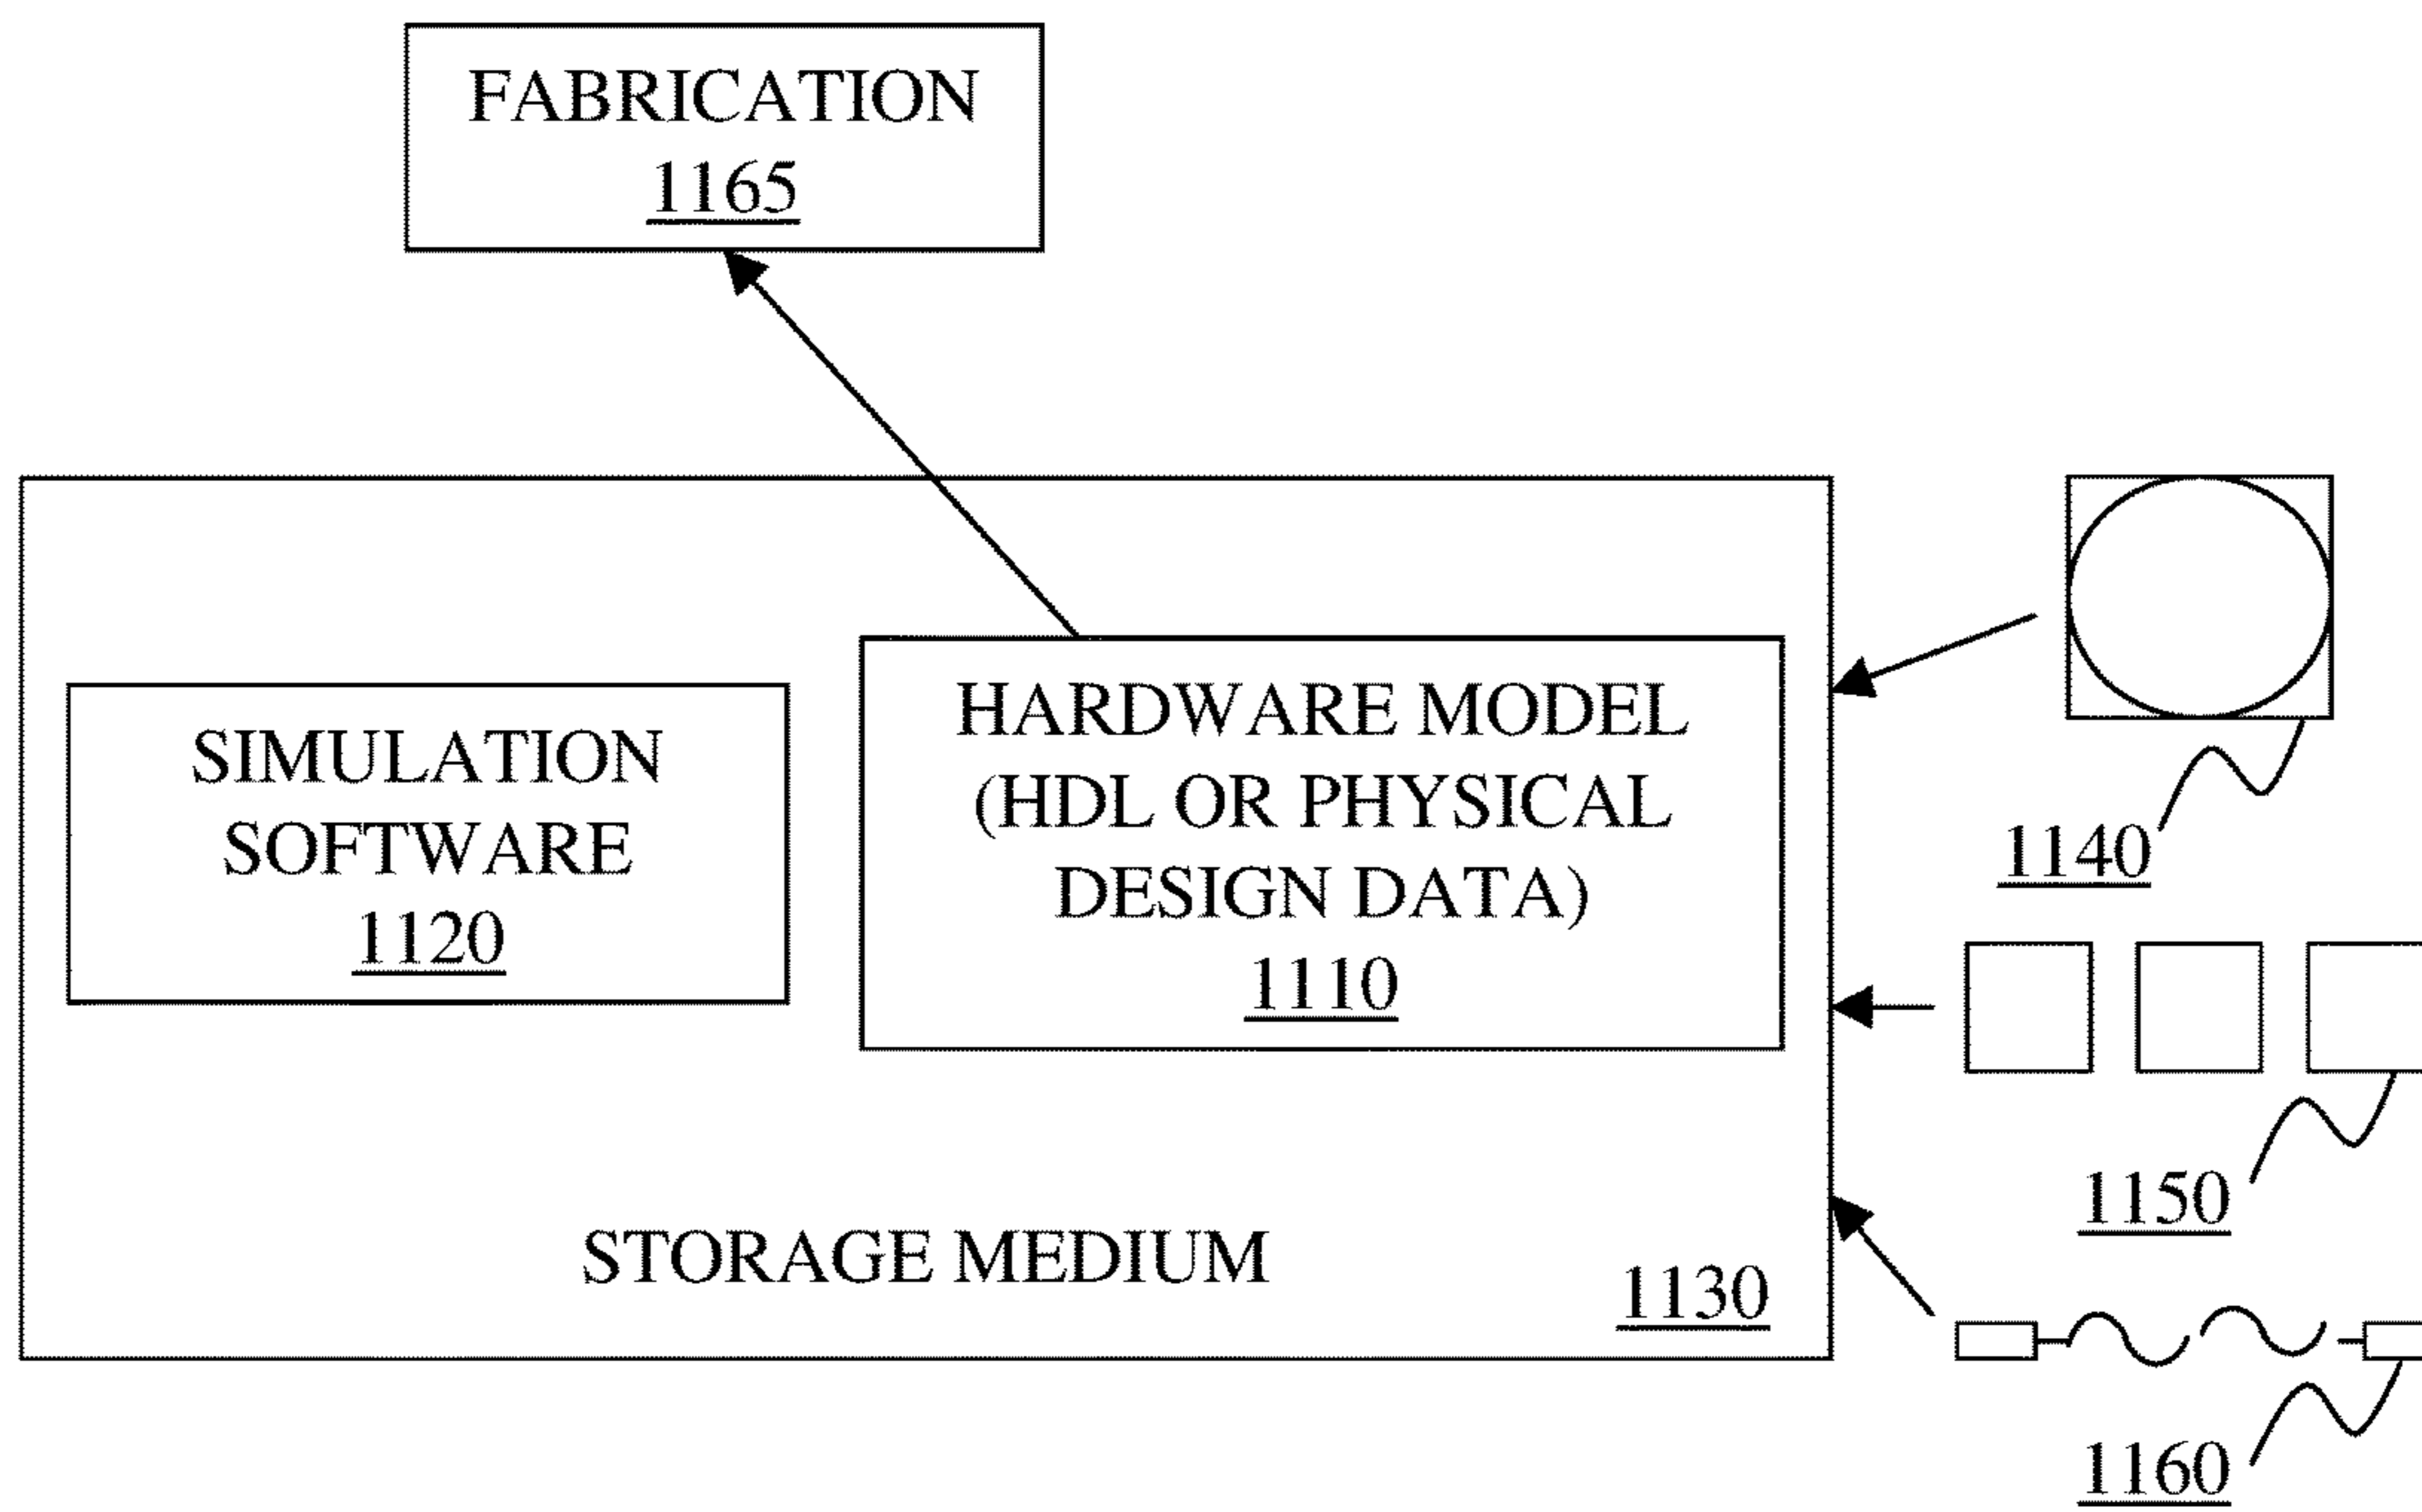 FABRICATION
1165
SIMULATION
SOFTWARE
1120
HARDWARE MODEL
(HDL OR PHYSICAL
DESIGN DATA)
1110
STORAGE MEDIUM
1130
1140
1150
1160